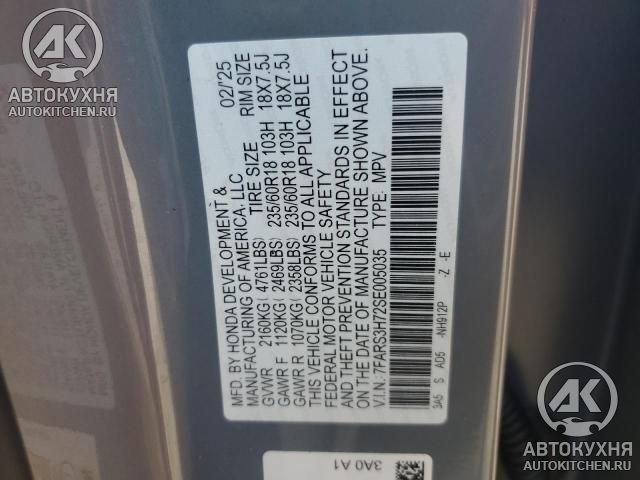 MFD. BY HONDA DEVELOPMENT & 02/'25
MANUFACTURING OF AMERICA, LLC
TIRE SIZE RIM SIZE
GVWR 2160KG( 4761LBS)
GAWR F 1120KG( 2469LBS) 235/60R18 103H 18X7.5J
GAWR R 1070KG( 2358LBS) 235/60R18 103H 18X7.5J
THIS VEHICLE CONFORMS TO ALL APPLICABLE
FEDERAL MOTOR VEHICLE SAFETY
AND THEFT PREVENTION STANDARDS IN EFFECT
ON THE DATE OF MANUFACTURE SHOWN ABOVE.
V.I.N: 7FARS3H72SE005035 TYPE: MPV
3A5 S AD5 -NH912P -Z -E
3A0 A1
АК
АВТОКУХНЯ
AUTOKITCHEN.RU
АК
АВТОКУХНЯ
AUTOKITCHEN.RU